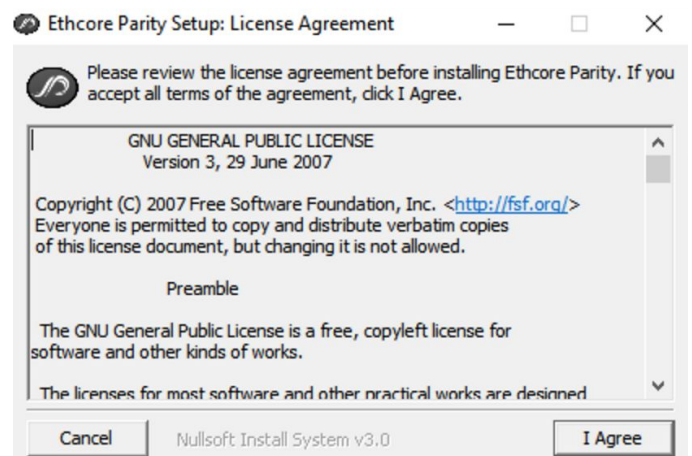 Ethcore Parity Setup: License Agreement
Please review the license agreement before installing Ethcore Parity. If you
accept all terms of the agreement, click I Agree.
GNU GENERAL PUBLIC LICENSE
Version 3, 29 June 2007
Copyright (C) 2007 Free Software Foundation, Inc. <http://fsf.org/>
Everyone is permitted to copy and distribute verbatim copies
of this license document, but changing it is not allowed.
Preamble
The GNU General Public License is a free, copyleft license for
software and other kinds of works.
The licenses for most software and other practical works are designed
Cancel
Nullsoft Install System v3.0
I Agree